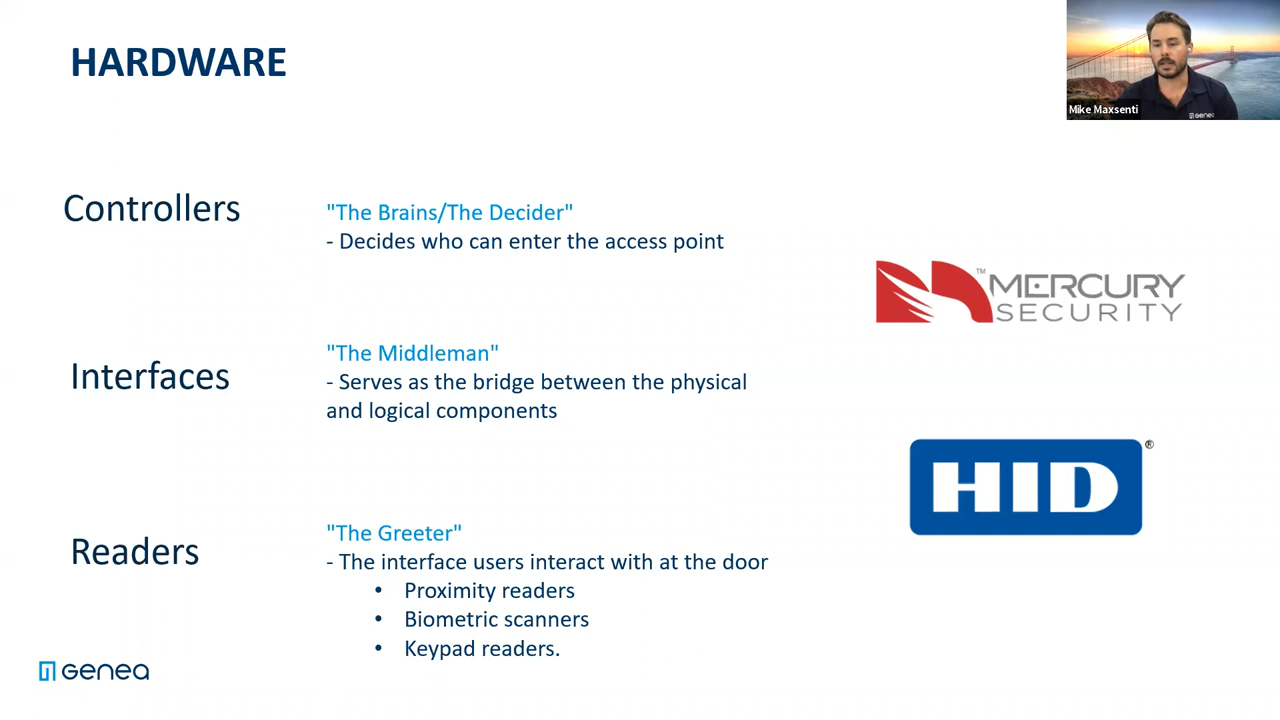 HARDWARE
Mike Maxsenti
Genea
Controllers
"The Brains/The Decider"
- Decides who can enter the access point
™
MERCURY
SECURITY
Interfaces
"The Middleman"
- Serves as the bridge between the physical
and logical components
HID®
Readers
"The Greeter"
- The interface users interact with at the door
• Proximity readers
• Biometric scanners
• Keypad readers.
Genea